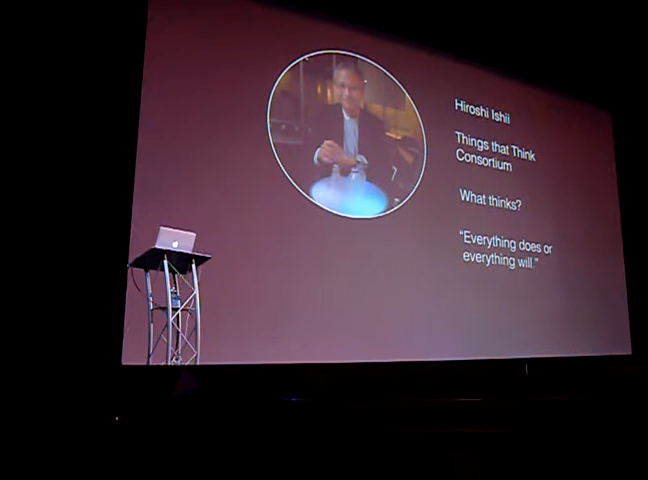 Hiroshi Ishii
Things that Think
Consortium
What thinks?
“Everything does or
everything will.”